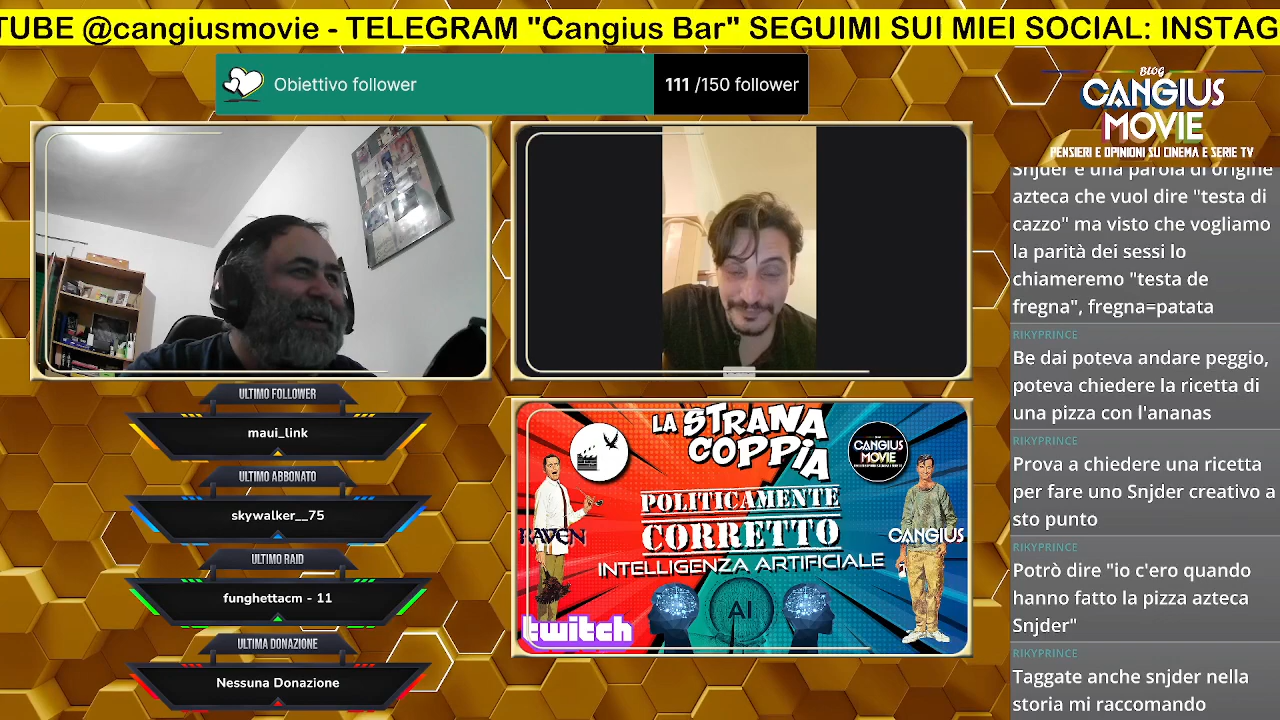 TUBE @cangiusmovie - TELEGRAM "Cangius Bar" SEGUIMI SUI MIEI SOCIAL: INSTAG
Obiettivo follower
111 /150 follower
BLOG
CANGIUS
MOVIE
PENSIERI E OPINIONI SU CINEMA E SERIE TV
ULTIMO FOLLOWER
maui_link
ULTIMO ABBONATO
skywalker__75
ULTIMO RAID
funghettacm - 11
ULTIMA DONAZIONE
Nessuna Donazione
LA STRANA
COPPIA
POLITICAMENTE
CORRETTO
INTELLIGENZA ARTIFICIALE
RAVEN
CANGIUS
CANGIUS
MOVIE
AI
twitch
Snjder è una parola di origine
azteca che vuol dire "testa di
cazzo" ma visto che vogliamo
la parità dei sessi lo
chiameremo "testa de
fregna", fregna=patata
RIKYPRINCE
Be dai poteva andare peggio,
poteva chiedere la ricetta di
una pizza con l'ananas
RIKYPRINCE
Prova a chiedere una ricetta
per fare uno Snjder creativo a
sto punto
RIKYPRINCE
Potrò dire "io c'ero quando
hanno fatto la pizza azteca
Snjder"
RIKYPRINCE
Taggate anche snjder nella
storia mi raccomando